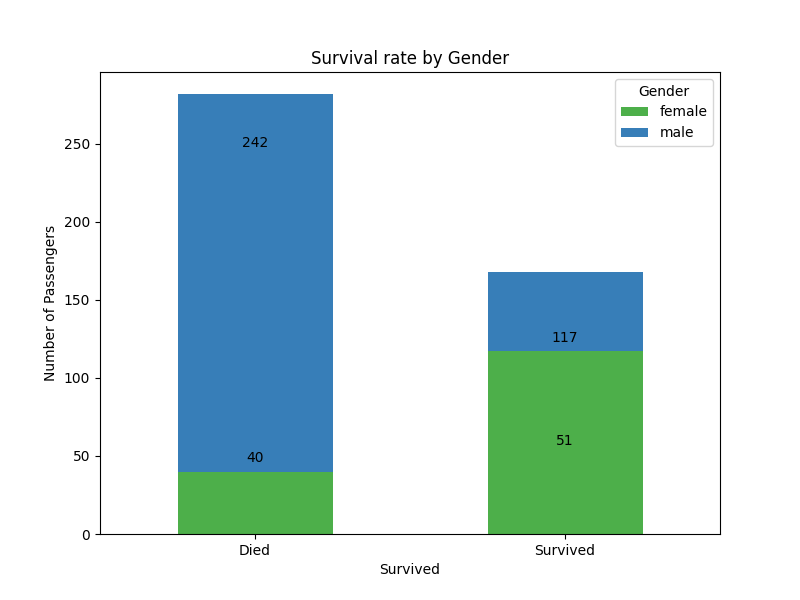 Survival rate by Gender
Gender
female
male
Number of Passengers
250
200
150
100
50
0
242
40
117
51
Died
Survived
Survived